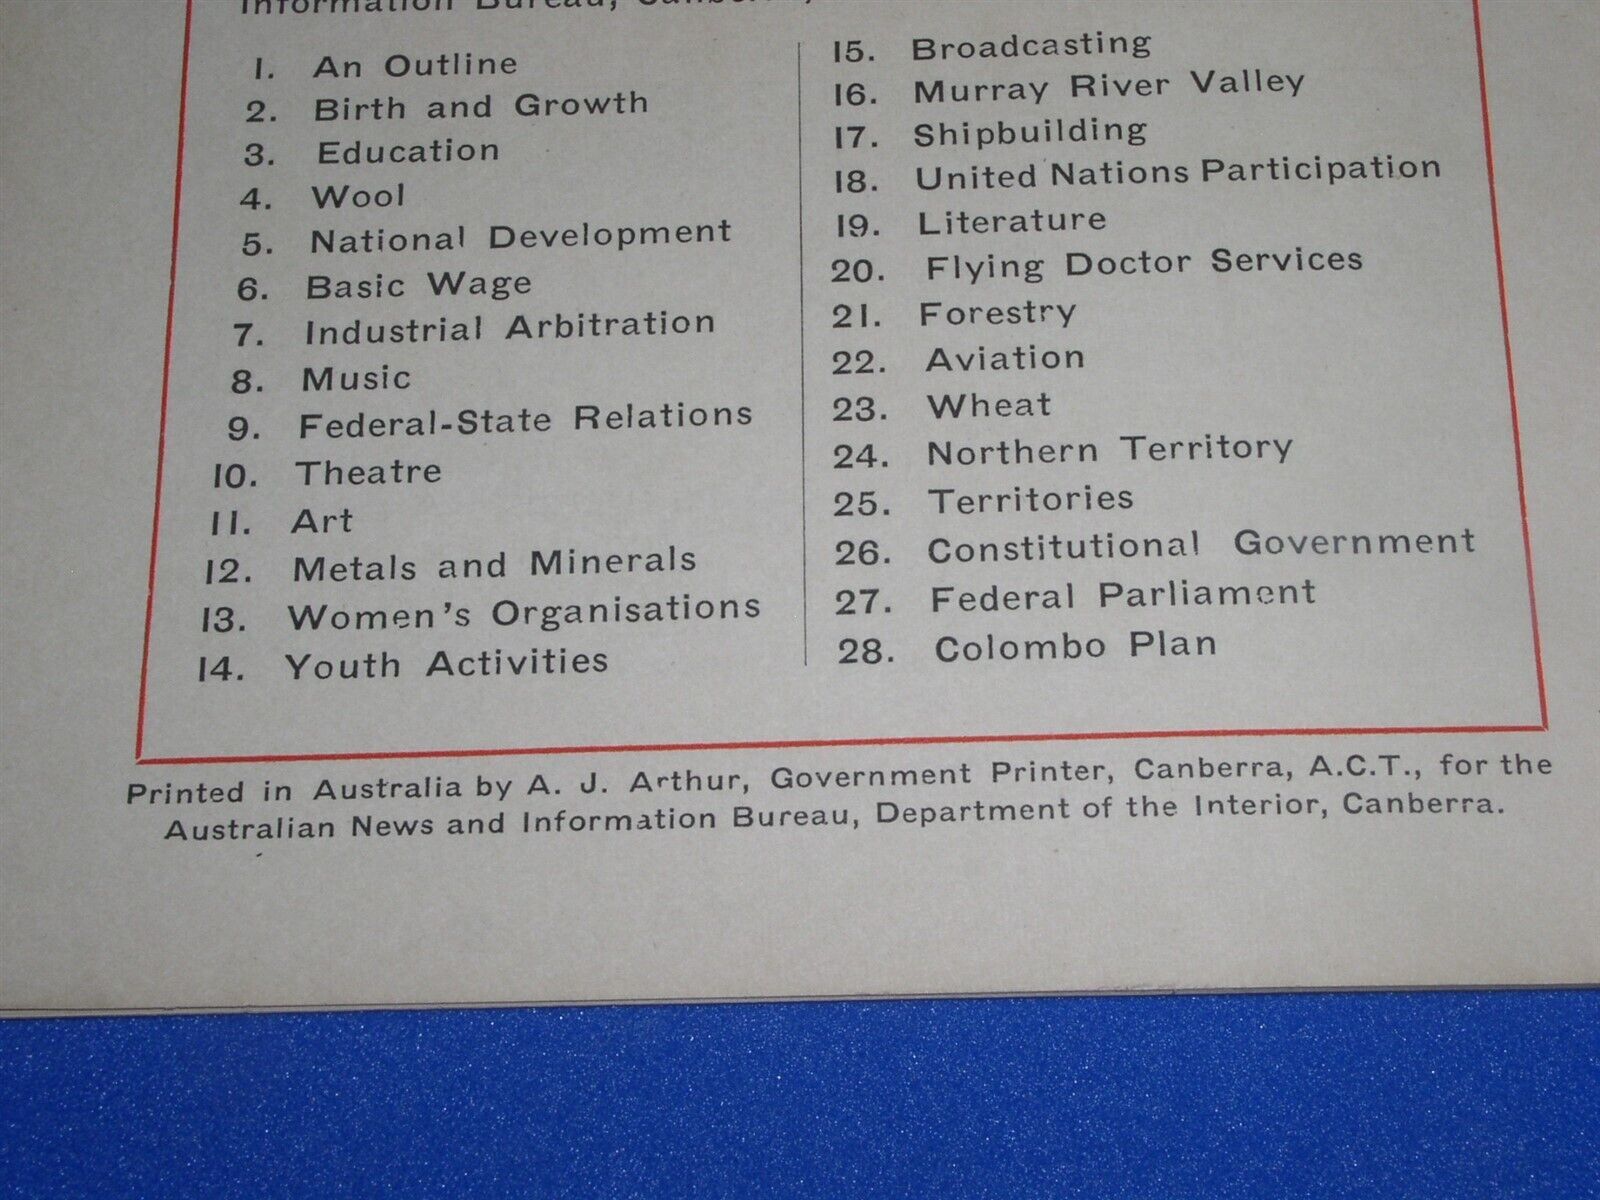 Information Bureau, Canberra,
1. An Outline
2. Birth and Growth
3. Education
4. Wool
5. National Development
6. Basic Wage
7. Industrial Arbitration
8. Music
9. Federal-State Relations
10. Theatre
11. Art
12. Metals and Minerals
13. Women's Organisations
14. Youth Activities
15. Broadcasting
16. Murray River Valley
17. Shipbuilding
18. United Nations Participation
19. Literature
20. Flying Doctor Services
21. Forestry
22. Aviation
23. Wheat
24. Northern Territory
25. Territories
26. Constitutional Government
27. Federal Parliament
28. Colombo Plan
Printed in Australia by A. J. Arthur, Government Printer, Canberra, A.C.T., for the
Australian News and Information Bureau, Department of the Interior, Canberra.